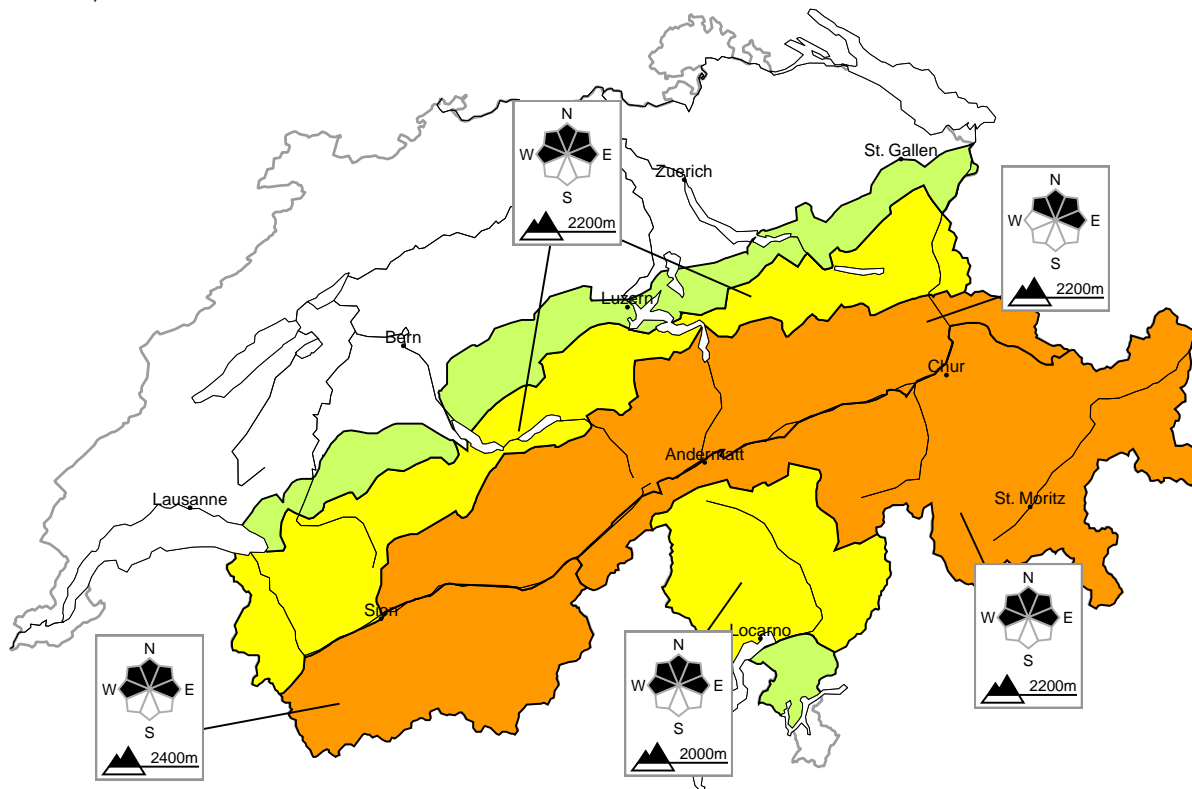 N
W E
S
2200m
St. Gallen
Zuerich
N
W E
S
2200m
Luzern
Bern
Chur
Andermatt
Lausanne
St. Moritz
N
W E
S
2200m
Sion
Locarno
N
W E
S
2400m
N
W E
S
2000m